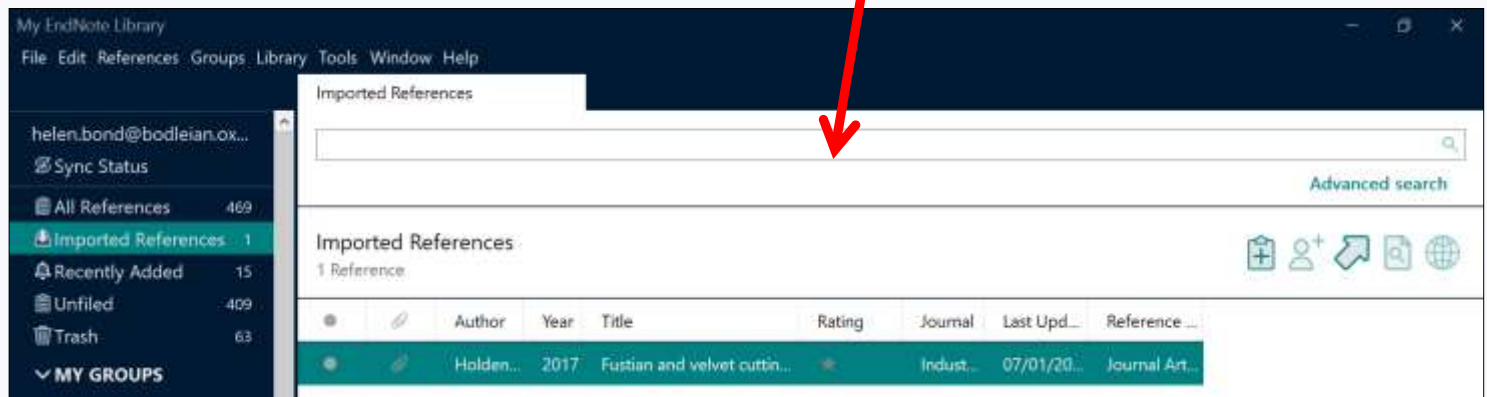 My EndNote Library
File Edit References Groups Library Tools Window Help
Imported References
helen.bond@bodleian.ox...
Sync Status
Advanced search
All References 469
Imported References 1
Recently Added 15
Unfiled 409
Trash 63
MY GROUPS
Imported References
1 Reference
Author Year Title Rating Journal Last Upd... Reference ...
Holden... 2017 Fustian and velvet cuttin... Indust... 07/01/20... Journal Art...